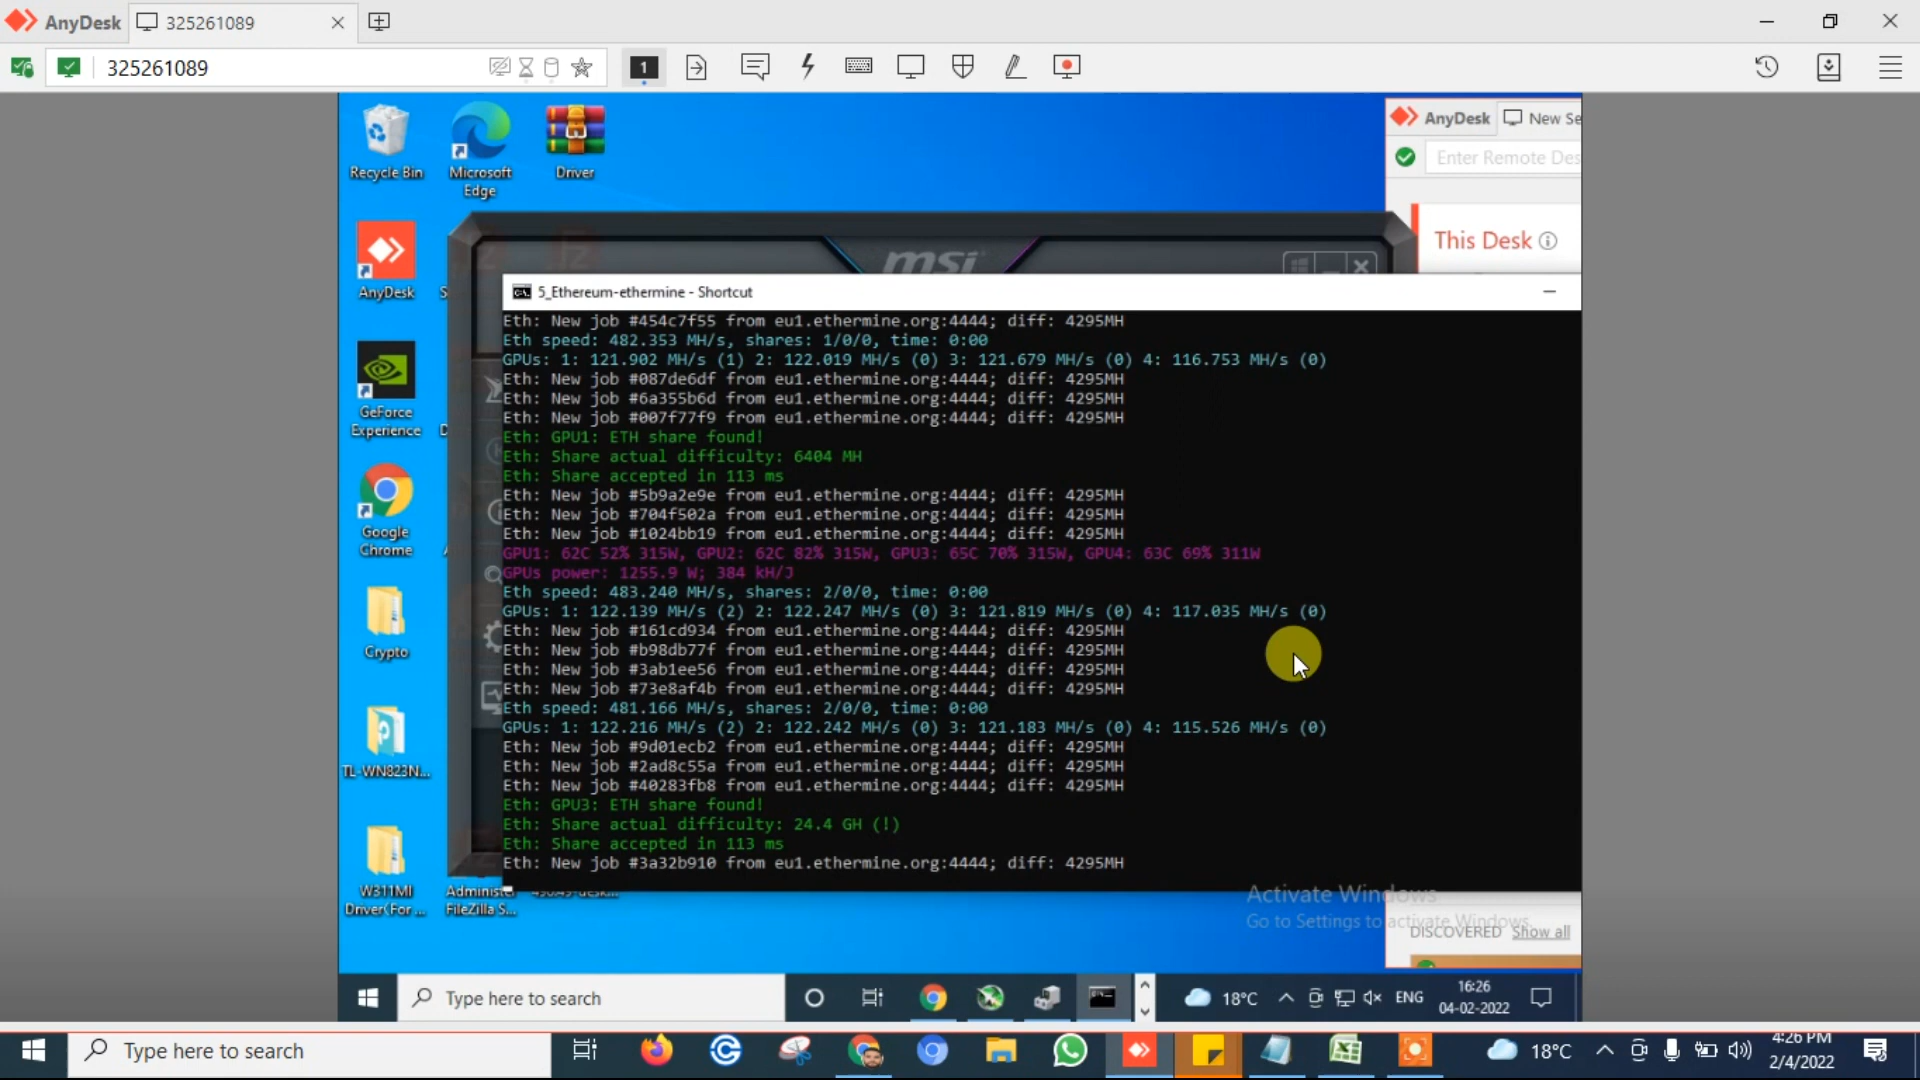 AnyDesk
325261089
325261089
1
Recycle Bin
Microsoft Edge
Driver
AnyDesk
New Se
Enter Remote Des
This Desk
AnyDesk
msi
GeForce Experience
Google Chrome
Crypto
TL-WN823N...
W311MI Driver(For ...
FileZilla S...
5_Ethereum-ethermine - Shortcut
Eth: New job #454c7f55 from eu1.ethermine.org:4444; diff: 4295MH
Eth speed: 482.353 MH/s, shares: 1/0/0, time: 0:00
GPUs: 1: 121.902 MH/s (1) 2: 122.019 MH/s (0) 3: 121.679 MH/s (0) 4: 116.753 MH/s (0)
Eth: New job #087de6df from eu1.ethermine.org:4444; diff: 4295MH
Eth: New job #6a355b6d from eu1.ethermine.org:4444; diff: 4295MH
Eth: New job #007f77f9 from eu1.ethermine.org:4444; diff: 4295MH
Eth: GPU1: ETH share found!
Eth: Share actual difficulty: 6404 MH
Eth: Share accepted in 113 ms
Eth: New job #5b9a2e9e from eu1.ethermine.org:4444; diff: 4295MH
Eth: New job #704f502a from eu1.ethermine.org:4444; diff: 4295MH
Eth: New job #1024bb19 from eu1.ethermine.org:4444; diff: 4295MH
GPU1: 62C 52% 315W, GPU2: 62C 82% 315W, GPU3: 65C 70% 315W, GPU4: 63C 69% 311W
GPUs power: 1255.9 W; 384 kH/J
Eth speed: 483.240 MH/s, shares: 2/0/0, time: 0:00
GPUs: 1: 122.139 MH/s (2) 2: 122.247 MH/s (0) 3: 121.819 MH/s (0) 4: 117.035 MH/s (0)
Eth: New job #161cd934 from eu1.ethermine.org:4444; diff: 4295MH
Eth: New job #b98db77f from eu1.ethermine.org:4444; diff: 4295MH
Eth: New job #3ab1ee56 from eu1.ethermine.org:4444; diff: 4295MH
Eth: New job #73e8af4b from eu1.ethermine.org:4444; diff: 4295MH
Eth speed: 481.166 MH/s, shares: 2/0/0, time: 0:00
GPUs: 1: 122.216 MH/s (2) 2: 122.242 MH/s (0) 3: 121.183 MH/s (0) 4: 115.526 MH/s (0)
Eth: New job #9d01ecb2 from eu1.ethermine.org:4444; diff: 4295MH
Eth: New job #2ad8c55a from eu1.ethermine.org:4444; diff: 4295MH
Eth: New job #40283fb8 from eu1.ethermine.org:4444; diff: 4295MH
Eth: GPU3: ETH share found!
Eth: Share actual difficulty: 24.4 GH (!)
Eth: Share accepted in 113 ms
Eth: New job #3a32b910 from eu1.ethermine.org:4444; diff: 4295MH
Activate Windows
Go to Settings to activate Windows.
DISCOVERED Show all
Type here to search
18°C
ENG
16:26
04-02-2022
Type here to search
18°C
4:26 PM
2/4/2022